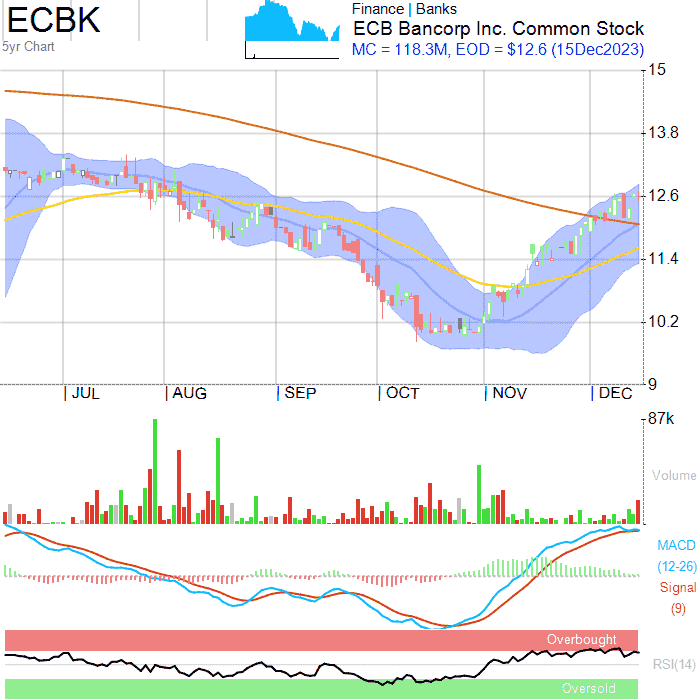 ECBK
5yr Chart
Finance | Banks
ECB Bancorp Inc. Common Stock
MC = 118.3M, EOD = $12.6 (15Dec2023)
15
13.8
12.6
11.4
10.2
9
JUL AUG SEP OCT NOV DEC
87k
Volume
MACD
(12-26)
Signal
(9)
Overbought
RSI(14)
Oversold